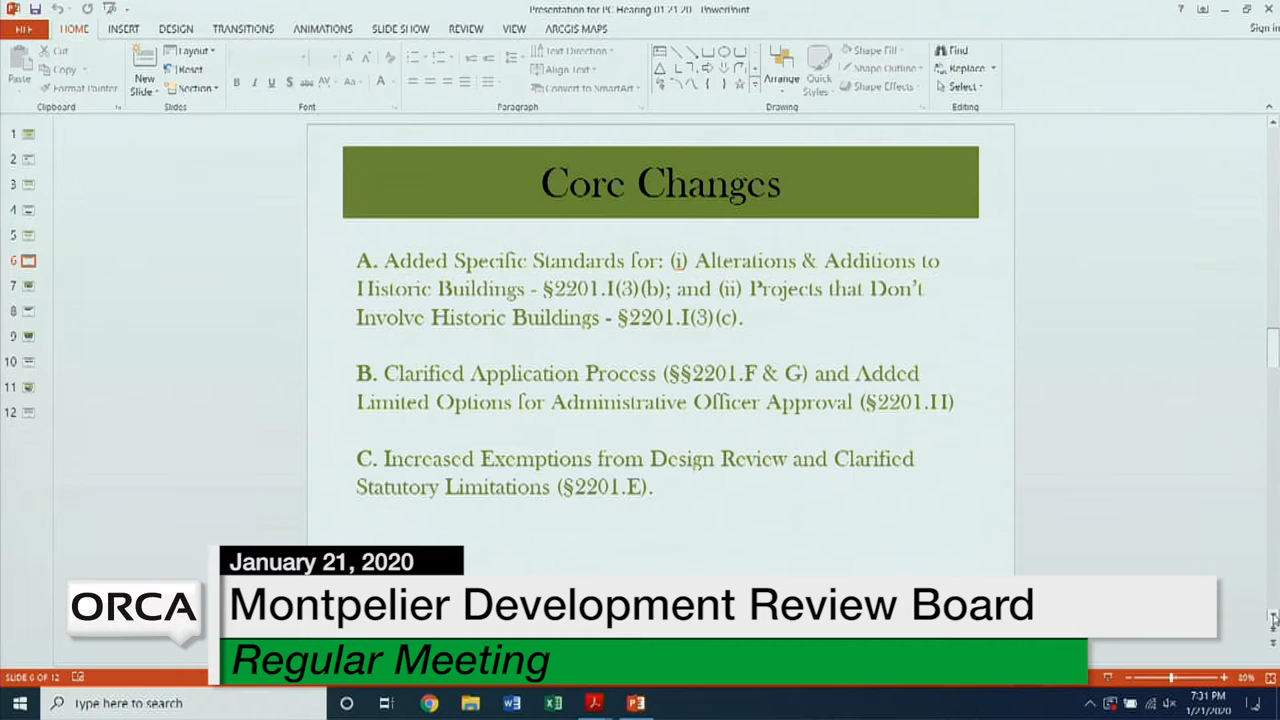 Presentation for PC Hearing 01 21 20 - PowerPoint
FILE HOME INSERT DESIGN TRANSITIONS ANIMATIONS SLIDE SHOW REVIEW VIEW ARCGIS MAPS Sign in
Cut
Copy
Format Painter
Paste
Clipboard
New
Slide
Layout
Reset
Section
Slides
Font
Text Direction
Align Text
Convert to SmartArt
Paragraph
Arrange
Quick
Styles
Shape Fill
Shape Outline
Shape Effects
Drawing
Find
Replace
Select
Editing
1
2
3
4
5
6
7
8
9
10
11
12
Core Changes
A. Added Specific Standards for: (i) Alterations & Additions to
Historic Buildings - §2201.I(3)(b); and (ii) Projects that Don't
Involve Historic Buildings - §2201.I(3)(c).
B. Clarified Application Process (§§2201.F & G) and Added
Limited Options for Administrative Officer Approval (§2201.H)
C. Increased Exemptions from Design Review and Clarified
Statutory Limitations (§2201.E).
January 21, 2020
ORCA
Montpelier Development Review Board
Regular Meeting
SLIDE 6 OF 12
80%
Type here to search
7:31 PM
1/21/2020